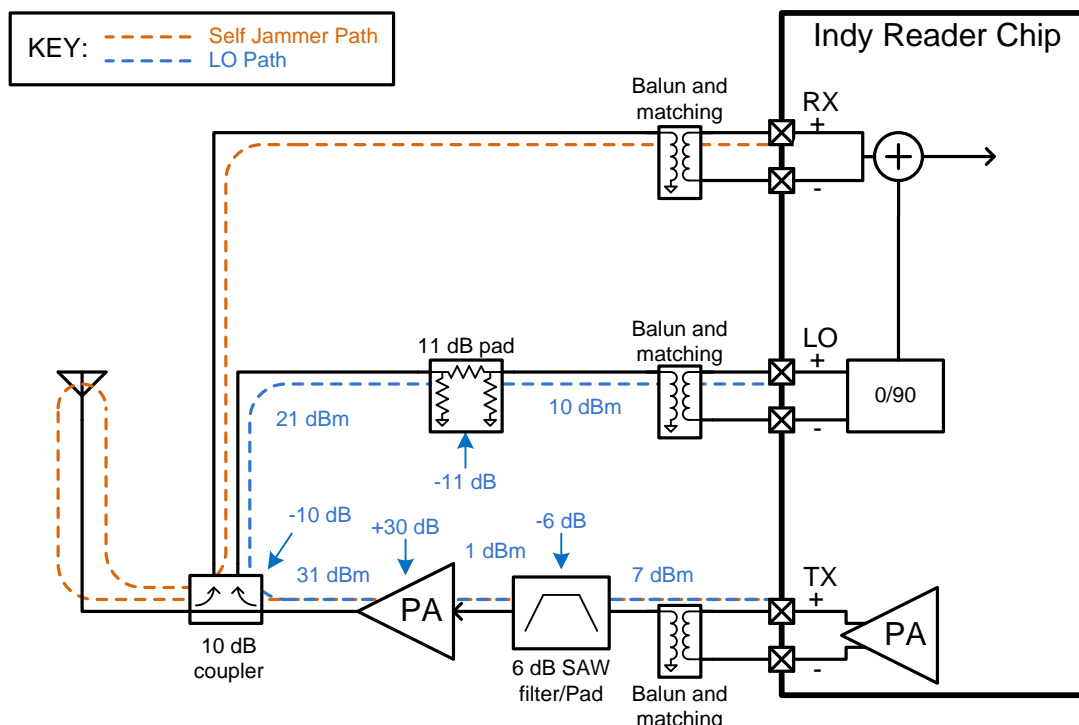 KEY:
Self Jammer Path
LO Path
Indy Reader Chip
Balun and
matching
RX
+
-
+
11 dB pad
Balun and
matching
LO
+
-
0/90
21 dBm
10 dBm
-11 dB
-10 dB
+30 dB
-6 dB
1 dBm
31 dBm
7 dBm
TX
+
-
PA
PA
10 dB
coupler
6 dB SAW
filter/Pad
Balun and
matching